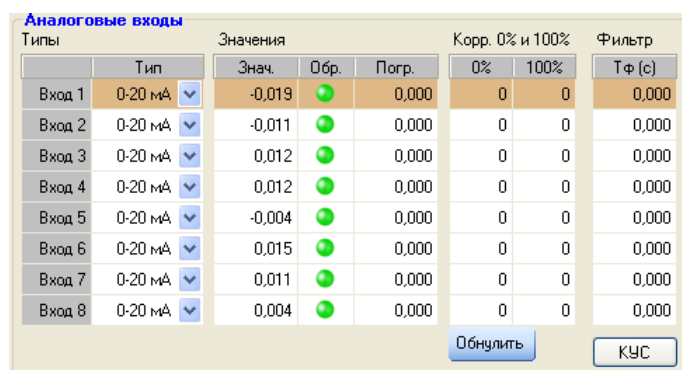 Аналоговые входы
Типы Значения Корр. 0% и 100% Фильтр
Тип Знач. Обр. Погр. 0% 100% Тф (с)
Вход 1 0-20 мА -0,019 0,000 0 0 0,000
Вход 2 0-20 мА -0,011 0,000 0 0 0,000
Вход 3 0-20 мА 0,012 0,000 0 0 0,000
Вход 4 0-20 мА 0,012 0,000 0 0 0,000
Вход 5 0-20 мА -0,004 0,000 0 0 0,000
Вход 6 0-20 мА 0,015 0,000 0 0 0,000
Вход 7 0-20 мА 0,011 0,000 0 0 0,000
Вход 8 0-20 мА 0,004 0,000 0 0 0,000
Обнулить КУС